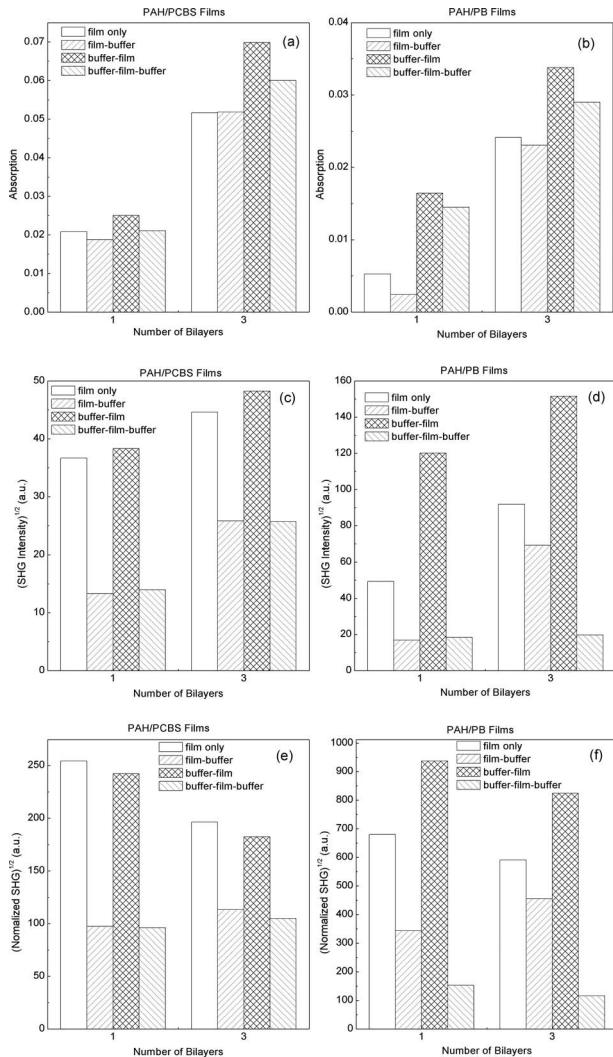 PAH/PCBS Films
film only
film-buffer
buffer-film
buffer-film-buffer
(a)
0.07
0.06
0.05
0.04
0.03
0.02
0.01
0.00
Absorption
1
3
Number of Bilayers
PAH/PB Films
film only
film-buffer
buffer-film
buffer-film-buffer
(b)
0.04
0.03
0.02
0.01
0.00
Absorption
1
3
Number of Bilayers
PAH/PCBS Films
film only
film-buffer
buffer-film
buffer-film-buffer
(c)
50
40
30
20
10
0
(SHG Intensity)1/2 (a.u.)
1
3
Number of Bilayers
PAH/PB Films
film only
film-buffer
buffer-film
buffer-film-buffer
(d)
160
140
120
100
80
60
40
20
0
(SHG Intensity)1/2 (a.u.)
1
3
Number of Bilayers
PAH/PCBS Films
film only
film-buffer
buffer-film
buffer-film-buffer
(e)
250
200
150
100
50
0
(Nomalized SHG)1/2 (a.u.)
1
3
Number of Bilayers
PAH/PB Films
film only
film-buffer
buffer-film
buffer-film-buffer
(f)
1000
900
800
700
600
500
400
300
200
100
0
(Normalized SHG)1/2 (a.u.)
1
3
Number of Bilayers